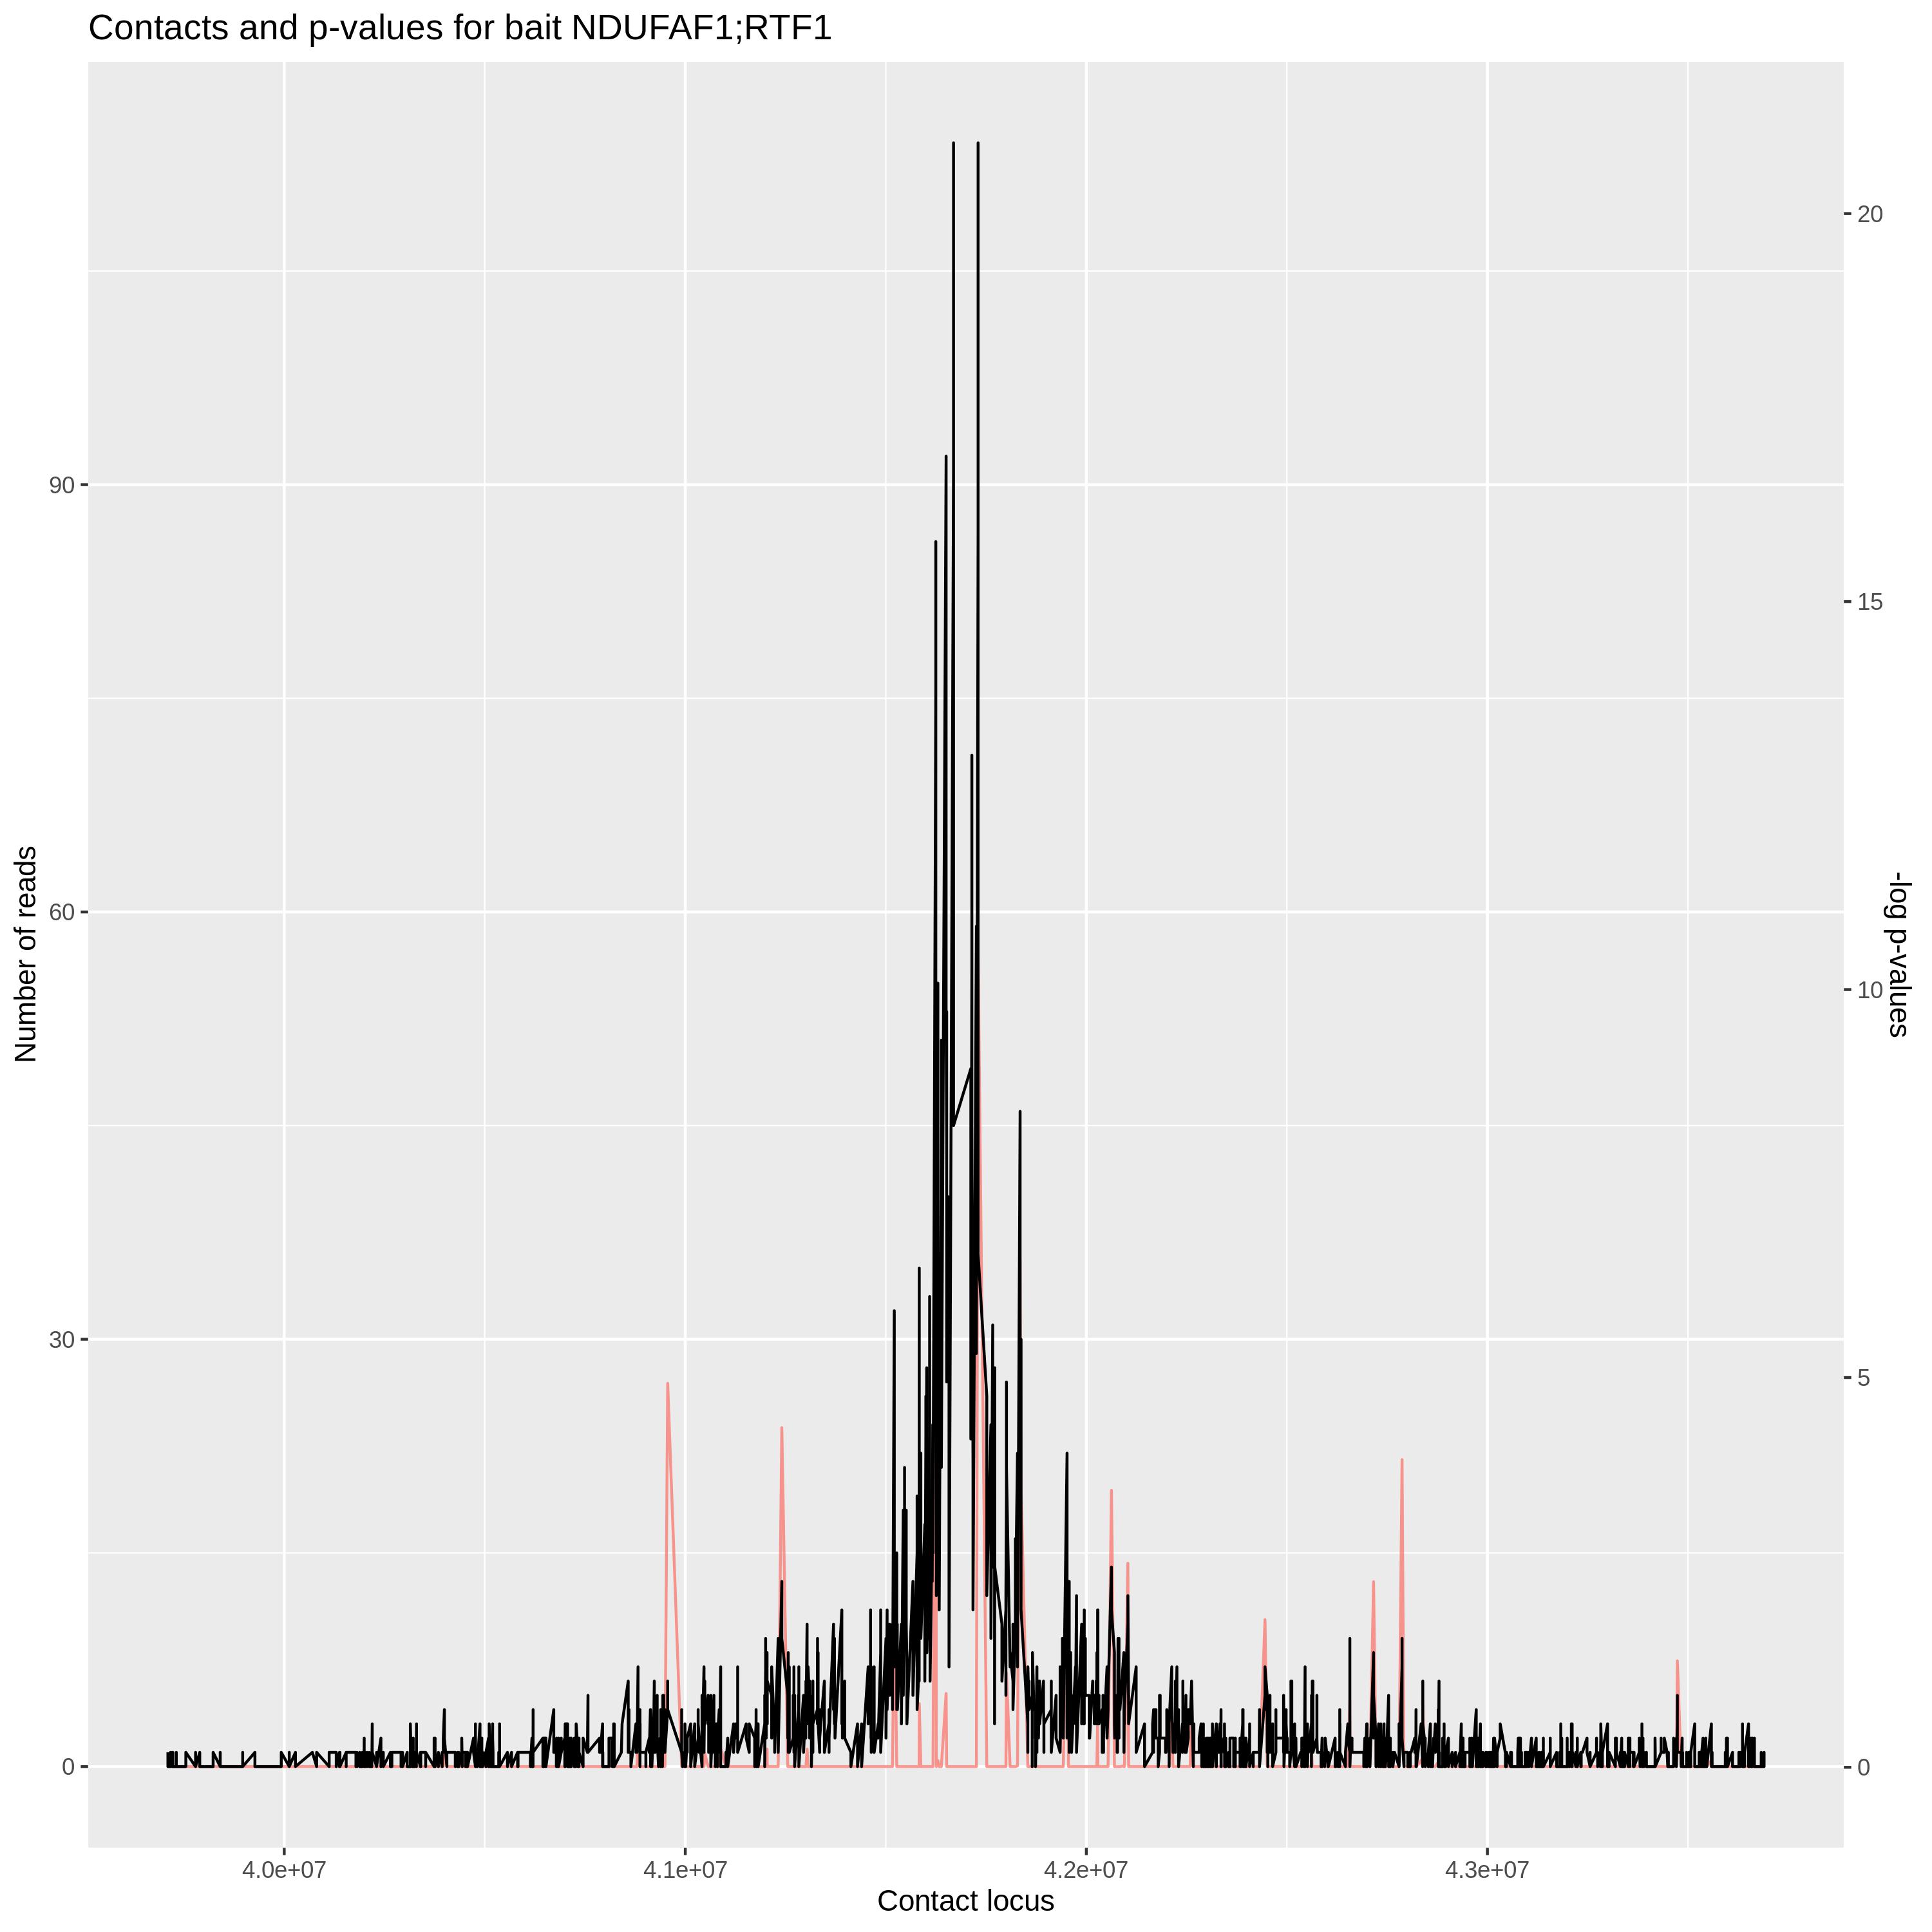 Contacts and p-values for bait NDUFAF1;RTF1
Number of reads
90
60
30
0
20
15
10
5
0
-log p-values
4.0e+07
4.1e+07
4.2e+07
4.3e+07
Contact locus